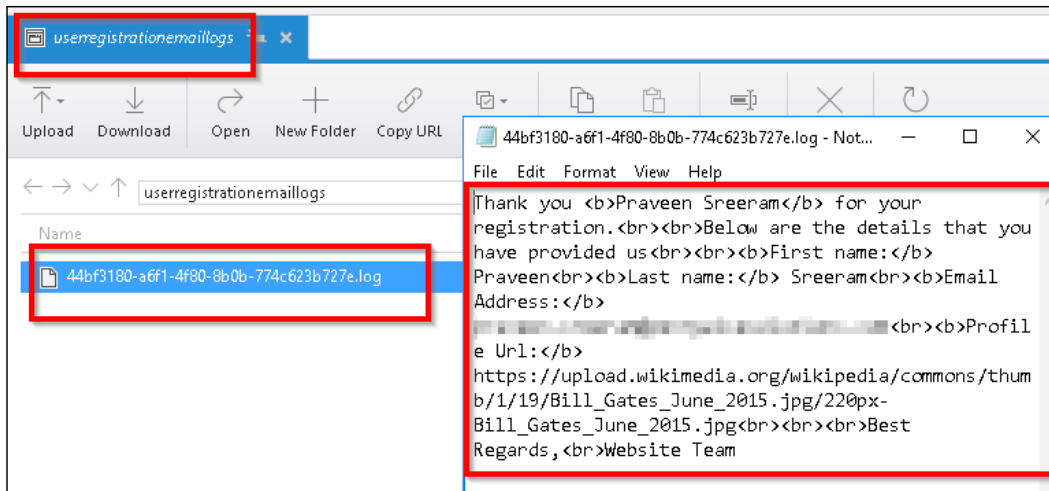 userregistrationemaillogs
Upload Download Open New Folder Copy URL
userregistrationemaillogs
Name
44bf3180-a6f1-4f80-8b0b-774c623b727e.log
44bf3180-a6f1-4f80-8b0b-774c623b727e.log - Not...
File Edit Format View Help
Thank you <b>Praveen Sreeram</b> for your
registration.<br><br>Below are the details that you
have provided us<br><br><b>First name:</b>
Praveen<br><b>Last name:</b> Sreeram<br><b>Email
Address:</b>
<br><b>Profil
e Url:</b>
https://upload.wikimedia.org/wikipedia/commons/thum
b/1/19/Bill_Gates_June_2015.jpg/220px-
Bill_Gates_June_2015.jpg<br><br><br>Best
Regards,<br>Website Team